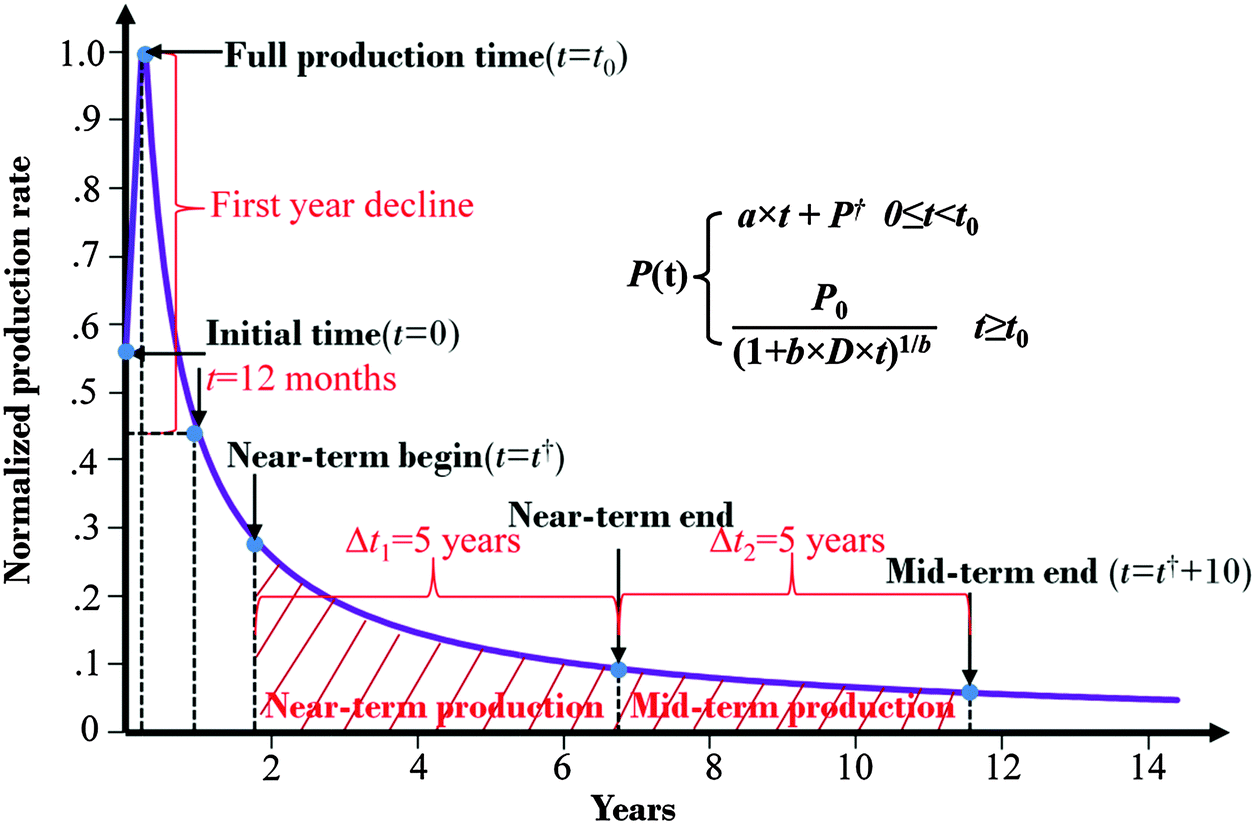 Normalized production rate
1.0
.9
.8
.7
.6
.5
.4
.3
.2
.1
0
Full production time(t=t₀)
First year decline
Initial time(t=0)
t=12 months
P(t)
a×t + P† 0≤t<t₀
P₀
(1+b×D×t)^1/b
t≥t₀
Near-term begin(t=t†)
Near-term end
Δt₁=5 years
Δt₂=5 years
Mid-term end (t=t†+10)
Near-term production
Mid-term production
2 4 6 8 10 12 14
Years